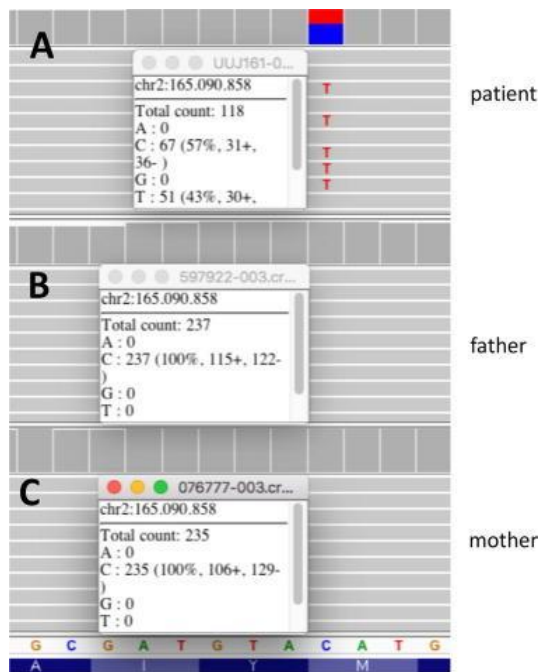 A
UUJ161-0...
chr2:165.090.858
Total count: 118
A : 0
C : 67 (57%, 31+,
36- )
G : 0
T : 51 (43%, 30+,
T
T
T
T
T
patient
B
597922-003.cr...
chr2:165.090.858
Total count: 237
A : 0
C : 237 (100%, 115+, 122-
)
G : 0
T : 0
father
C
076777-003.cr...
chr2:165.090.858
Total count: 235
A : 0
C : 235 (100%, 106+, 129-
)
G : 0
T : 0
mother
G C G A T G T A C A T G
A I Y M